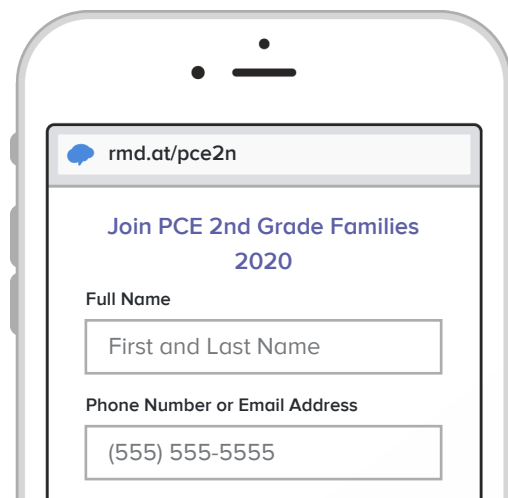 rmd.at/pce2n
Join PCE 2nd Grade Families
2020
Full Name
First and Last Name
Phone Number or Email Address
(555) 555-5555